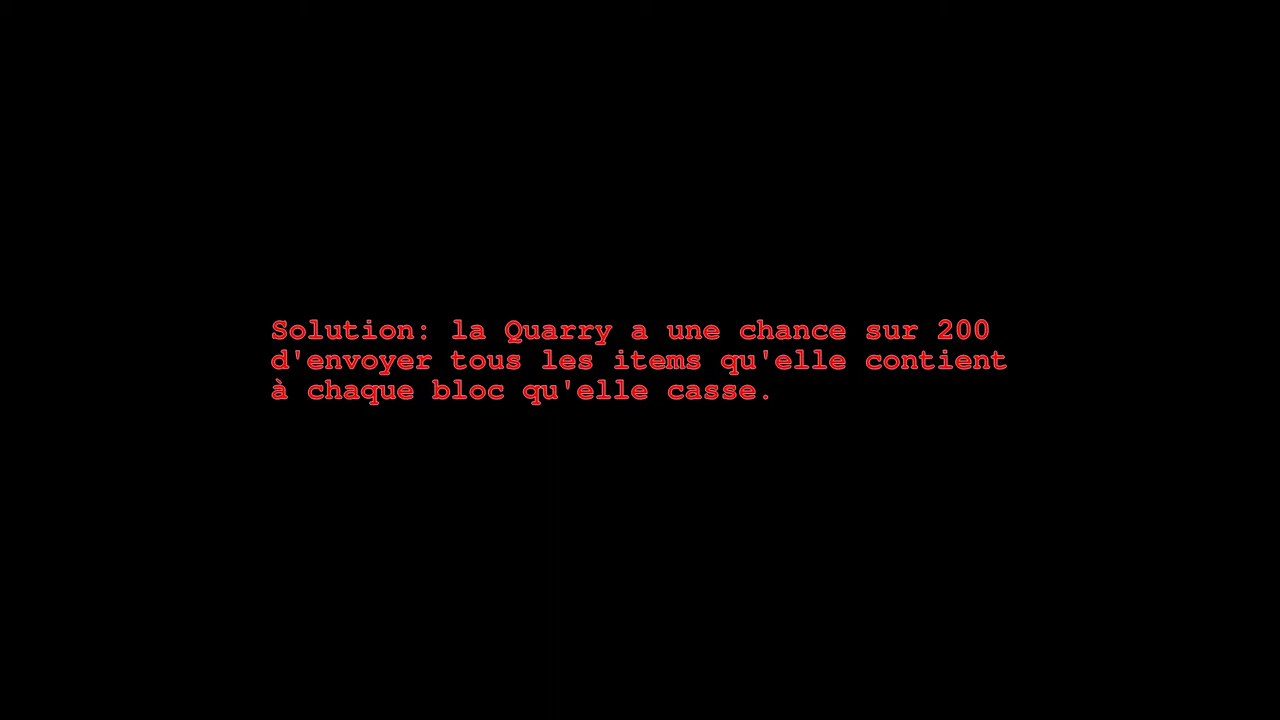 Solution: la Quarry a une chance sur 200
d'envoyer tous les items qu'elle contient
à chaque bloc qu'elle casse.